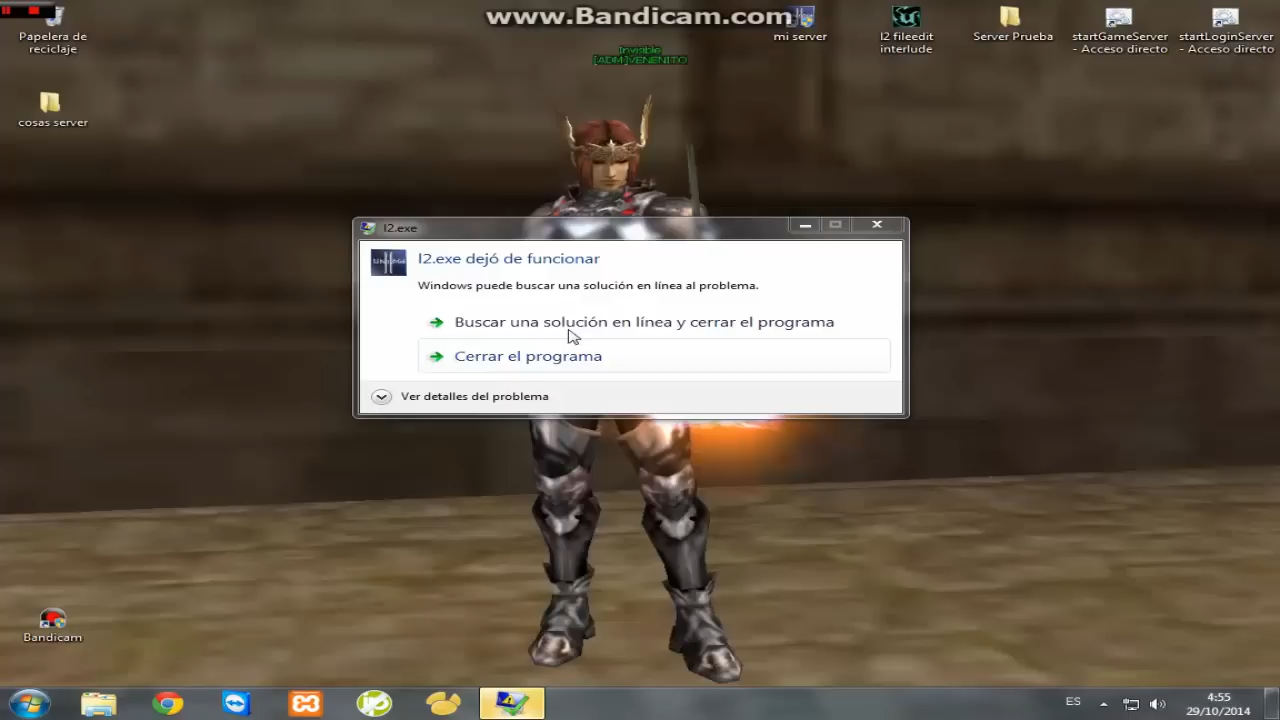 www.Bandicam.com
Papelera de
reciclaje
mi server
l2 fileedit
interlude
Server Prueba
startGameServer
- Acceso directo
startLoginServer
- Acceso directo
Invisible
[ADM]VENENITO
cosas server
l2.exe
l2.exe dejó de funcionar
Windows puede buscar una solución en línea al problema.
Buscar una solución en línea y cerrar el programa
Cerrar el programa
Ver detalles del problema
Bandicam
ES
4:55
29/10/2014